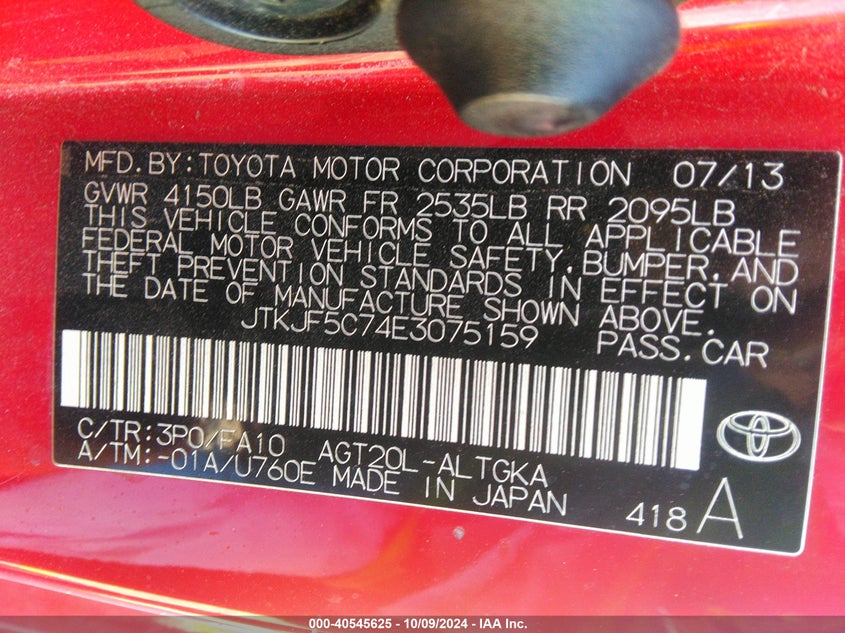 MFD.BY:TOYOTA MOTOR CORPORATION 07/13
GVWR 4150LB GAWR FR 2535LB RR 2095LB
THIS VEHICLE CONFORMS TO ALL APPLICABLE
FEDERAL MOTOR VEHICLE SAFETY,BUMPER,AND
THEFT PREVENTION STANDARDS IN EFFECT ON
THE DATE OF MANUFACTURE SHOWN ABOVE.
JTKJF5C74E3075159 PASS.CAR
C/TR:3P0/FA10 AGT20L-ALTGKA
A/TM:-01A/U760E MADE IN JAPAN
418 A
000-40545625 - 10/09/2024 - IAA Inc.